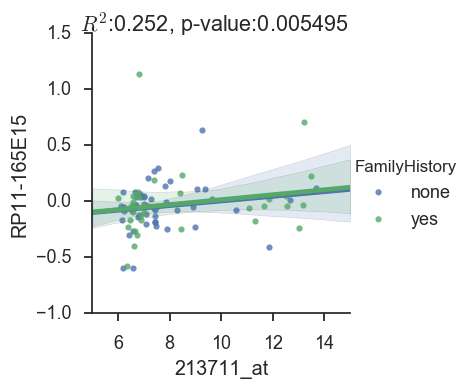 R²:0.252, p-value:0.005495
1.5
1.0
0.5
0.0
−0.5
−1.0
RP11-165E15
6 8 10 12 14
213711_at
FamilyHistory
none
yes